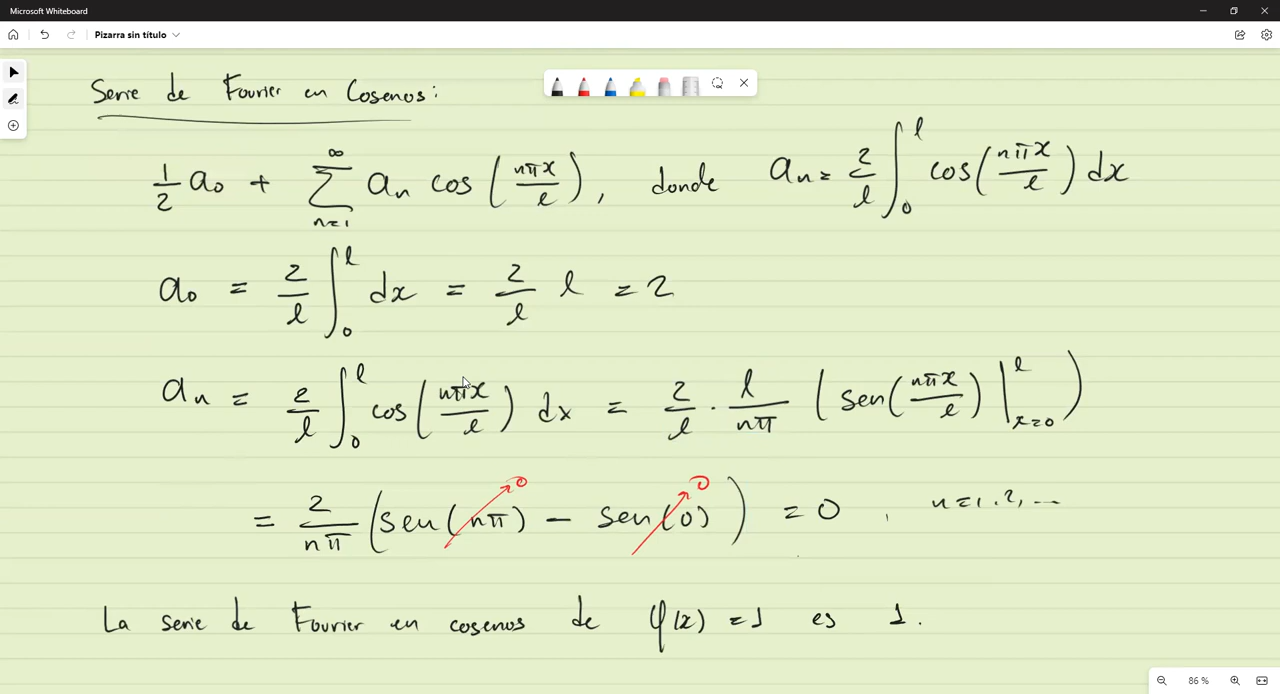 Microsoft Whiteboard
Pizarra sin título
Serie de Fourier en Cosenos:
1/2 a₀ + ∑_{n=1}^{∞} aₙ cos(nπx/l), donde aₙ = 2/l ∫₀^l cos(nπx/l) dx
a₀ = 2/l ∫₀^l dx = 2/l l = 2
aₙ = 2/l ∫₀^l cos(nπx/l) dx = 2/l · l/nπ (sen(nπx/l)|_{x=0}^{l})
= 2/nπ (sen(nπ) → 0 − sen(0) → 0) = 0, n=1,2,...
La serie de Fourier en cosenos de φ(x) = 1 es 1.
86 %